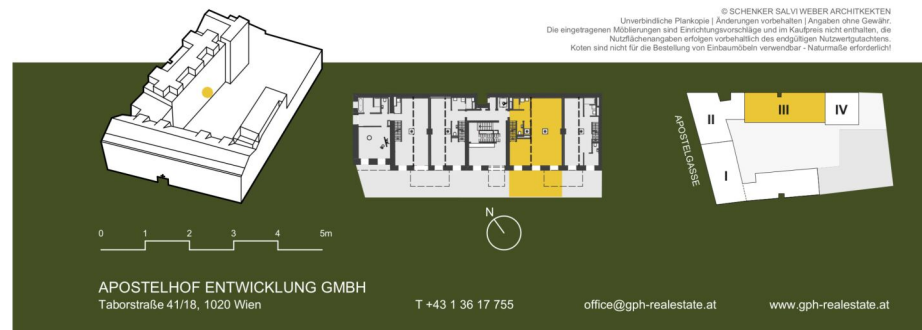 © SCHENKER SALVI WEBER ARCHITKEKTEN
Unverbindliche Plankopie | Änderungen vorbehalten | Angaben ohne Gewähr.
Die eingetragenen Möblierungen sind Einrichtungsvorschläge und im Kaufpreis nicht enthalten, die
Nutzflächenangaben erfolgen vorbehaltlich des endgültigen Nutzwertgutachtens.
Koten sind nicht für die Bestellung von Einbaumöbeln verwendbar - Naturmaße erforderlich!
II
III
IV
APOSTELGASSE
I
N
0 1 2 3 4 5m
APOSTELHOF ENTWICKLUNG GMBH
Taborstraße 41/18, 1020 Wien
T +43 1 36 17 755
office@gph-realestate.at
www.gph-realestate.at